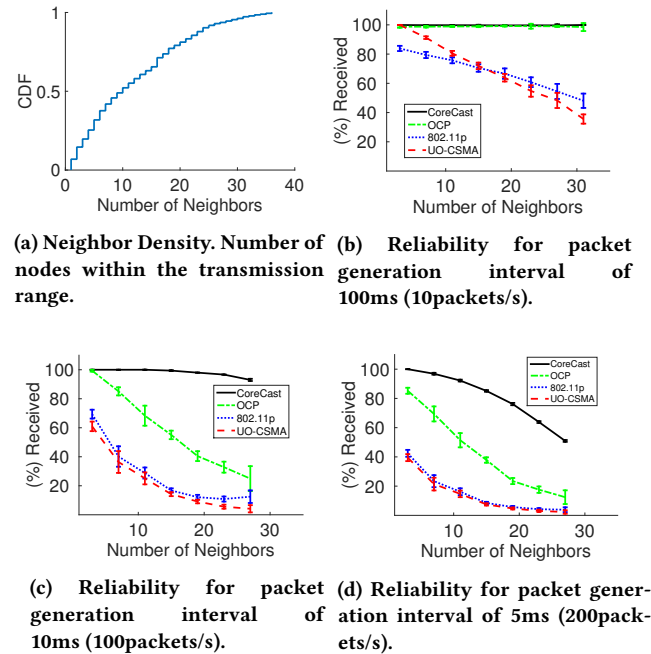 1
0.5
0
CDF
0 10 20 30 40
Number of Neighbors
(a) Neighbor Density. Number of
nodes within the transmission
range.
100
80
60
40
20
(%) Received
CoreCast
OCP
802.11p
UO-CSMA
0 10 20 30
Number of Neighbors
(b) Reliability for packet
generation interval of
100ms (10packets/s).
100
80
60
40
20
(%) Received
CoreCast
OCP
802.11p
UO-CSMA
0 10 20 30
Number of Neighbors
(c) Reliability for packet
generation interval of
10ms (100packets/s).
100
80
60
40
20
(%) Received
CoreCast
OCP
802.11p
UO-CSMA
0 10 20 30
Number of Neighbors
(d) Reliability for packet gener-
ation interval of 5ms (200pack-
ets/s).